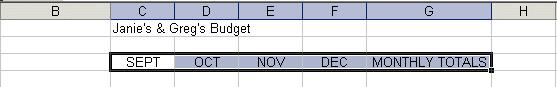 B C D E F G H
Janie's & Greg's Budget
SEPT OCT NOV DEC MONTHLY TOTALS